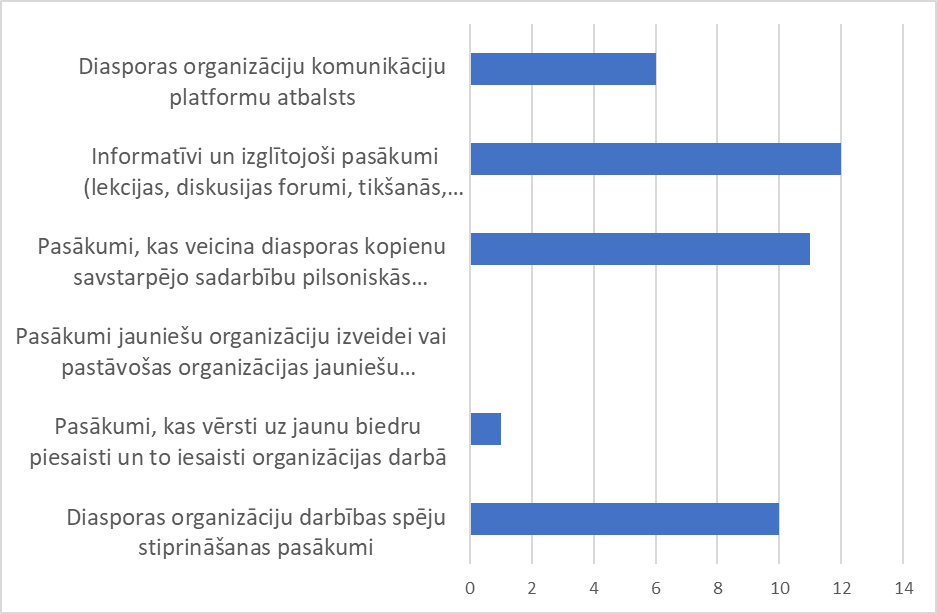 Diasporas organizāciju komunikāciju
platformu atbalsts
Informatīvi un izglītojoši pasākumi
(lekcijas, diskusijas forumi, tikšanās,...
Pasākumi, kas veicina diasporas kopienu
savstarpējo sadarbību pilsoniskās...
Pasākumi jauniešu organizāciju izveidei vai
pastāvošas organizācijas jauniešu...
Pasākumi, kas vērsti uz jaunu biedru
piesaisti un to iesaisti organizācijas darbā
Diasporas organizāciju darbības spēju
stiprināšanas pasākumi
0 2 4 6 8 10 12 14